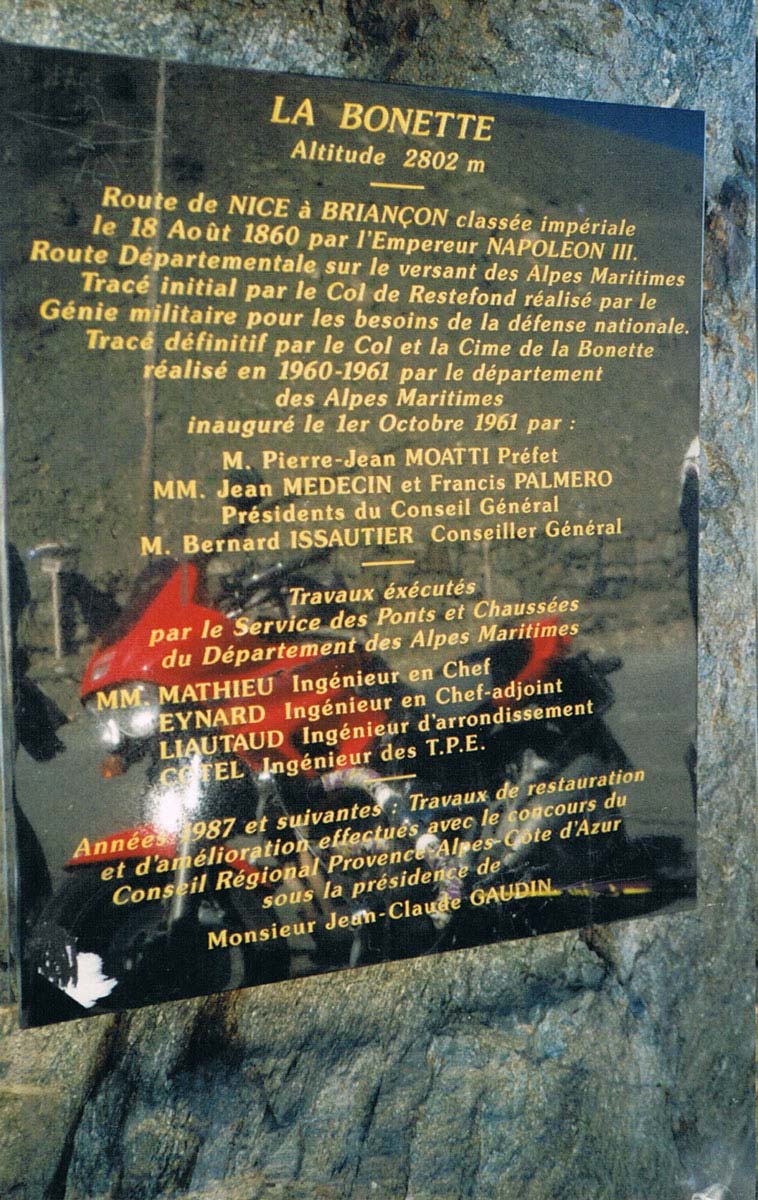 LA BONETTE
Altitude 2802 m
Route de NICE à BRIANÇON classée impériale
le 18 Août 1860 par l'Empereur NAPOLEON III.
Route Départementale sur le versant des Alpes Maritimes
Tracé initial par le Col de Restefond réalisé par le
Génie militaire pour les besoins de la défense nationale.
Tracé définitif par le Col et la Cime de la Bonette
réalisé en 1960-1961 par le département
des Alpes Maritimes
inauguré le 1er Octobre 1961 par :
M. Pierre-Jean MOATTI Préfet
MM. Jean MEDECIN et Francis PALMERO
Présidents du Conseil Général
M. Bernard ISSAUTIER Conseiller Général
Travaux éxécutés
par le Service des Ponts et Chaussées
du Département des Alpes Maritimes
MM. MATHIEU Ingénieur en Chef
EYNARD Ingénieur en Chef-adjoint
LIAUTAUD Ingénieur d'arrondissement
COTEL Ingénieur des T.P.E.
Années 1987 et suivantes : Travaux de restauration
et d'amélioration effectués avec le concours du
Conseil Régional Provence-Alpes-Côte d'Azur
sous la présidence de
Monsieur Jean-Claude GAUDIN